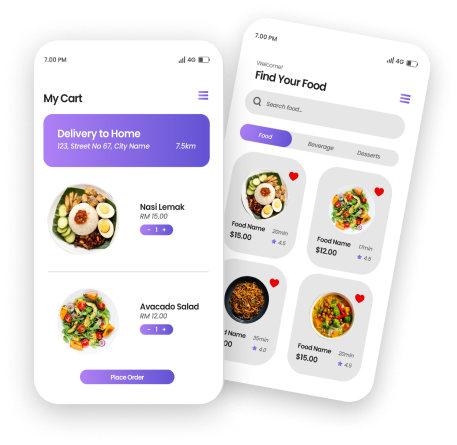 7.00 PM
4G
My Cart
Delivery to Home
123, Street No 67, City Name
7.5km
Nasi Lemak
RM 15.00
- 1 +
Avacado Salad
RM 12.00
- 1 +
Place Order
7.00 PM
4G
Welcome!
Find Your Food
Search food...
Food
Beverage
Desserts
Food Name
20min
$15.00
4.5
Food Name
17min
$12.00
4.5
Name
35min
4.0
Food Name
20min
$15.00
4.5